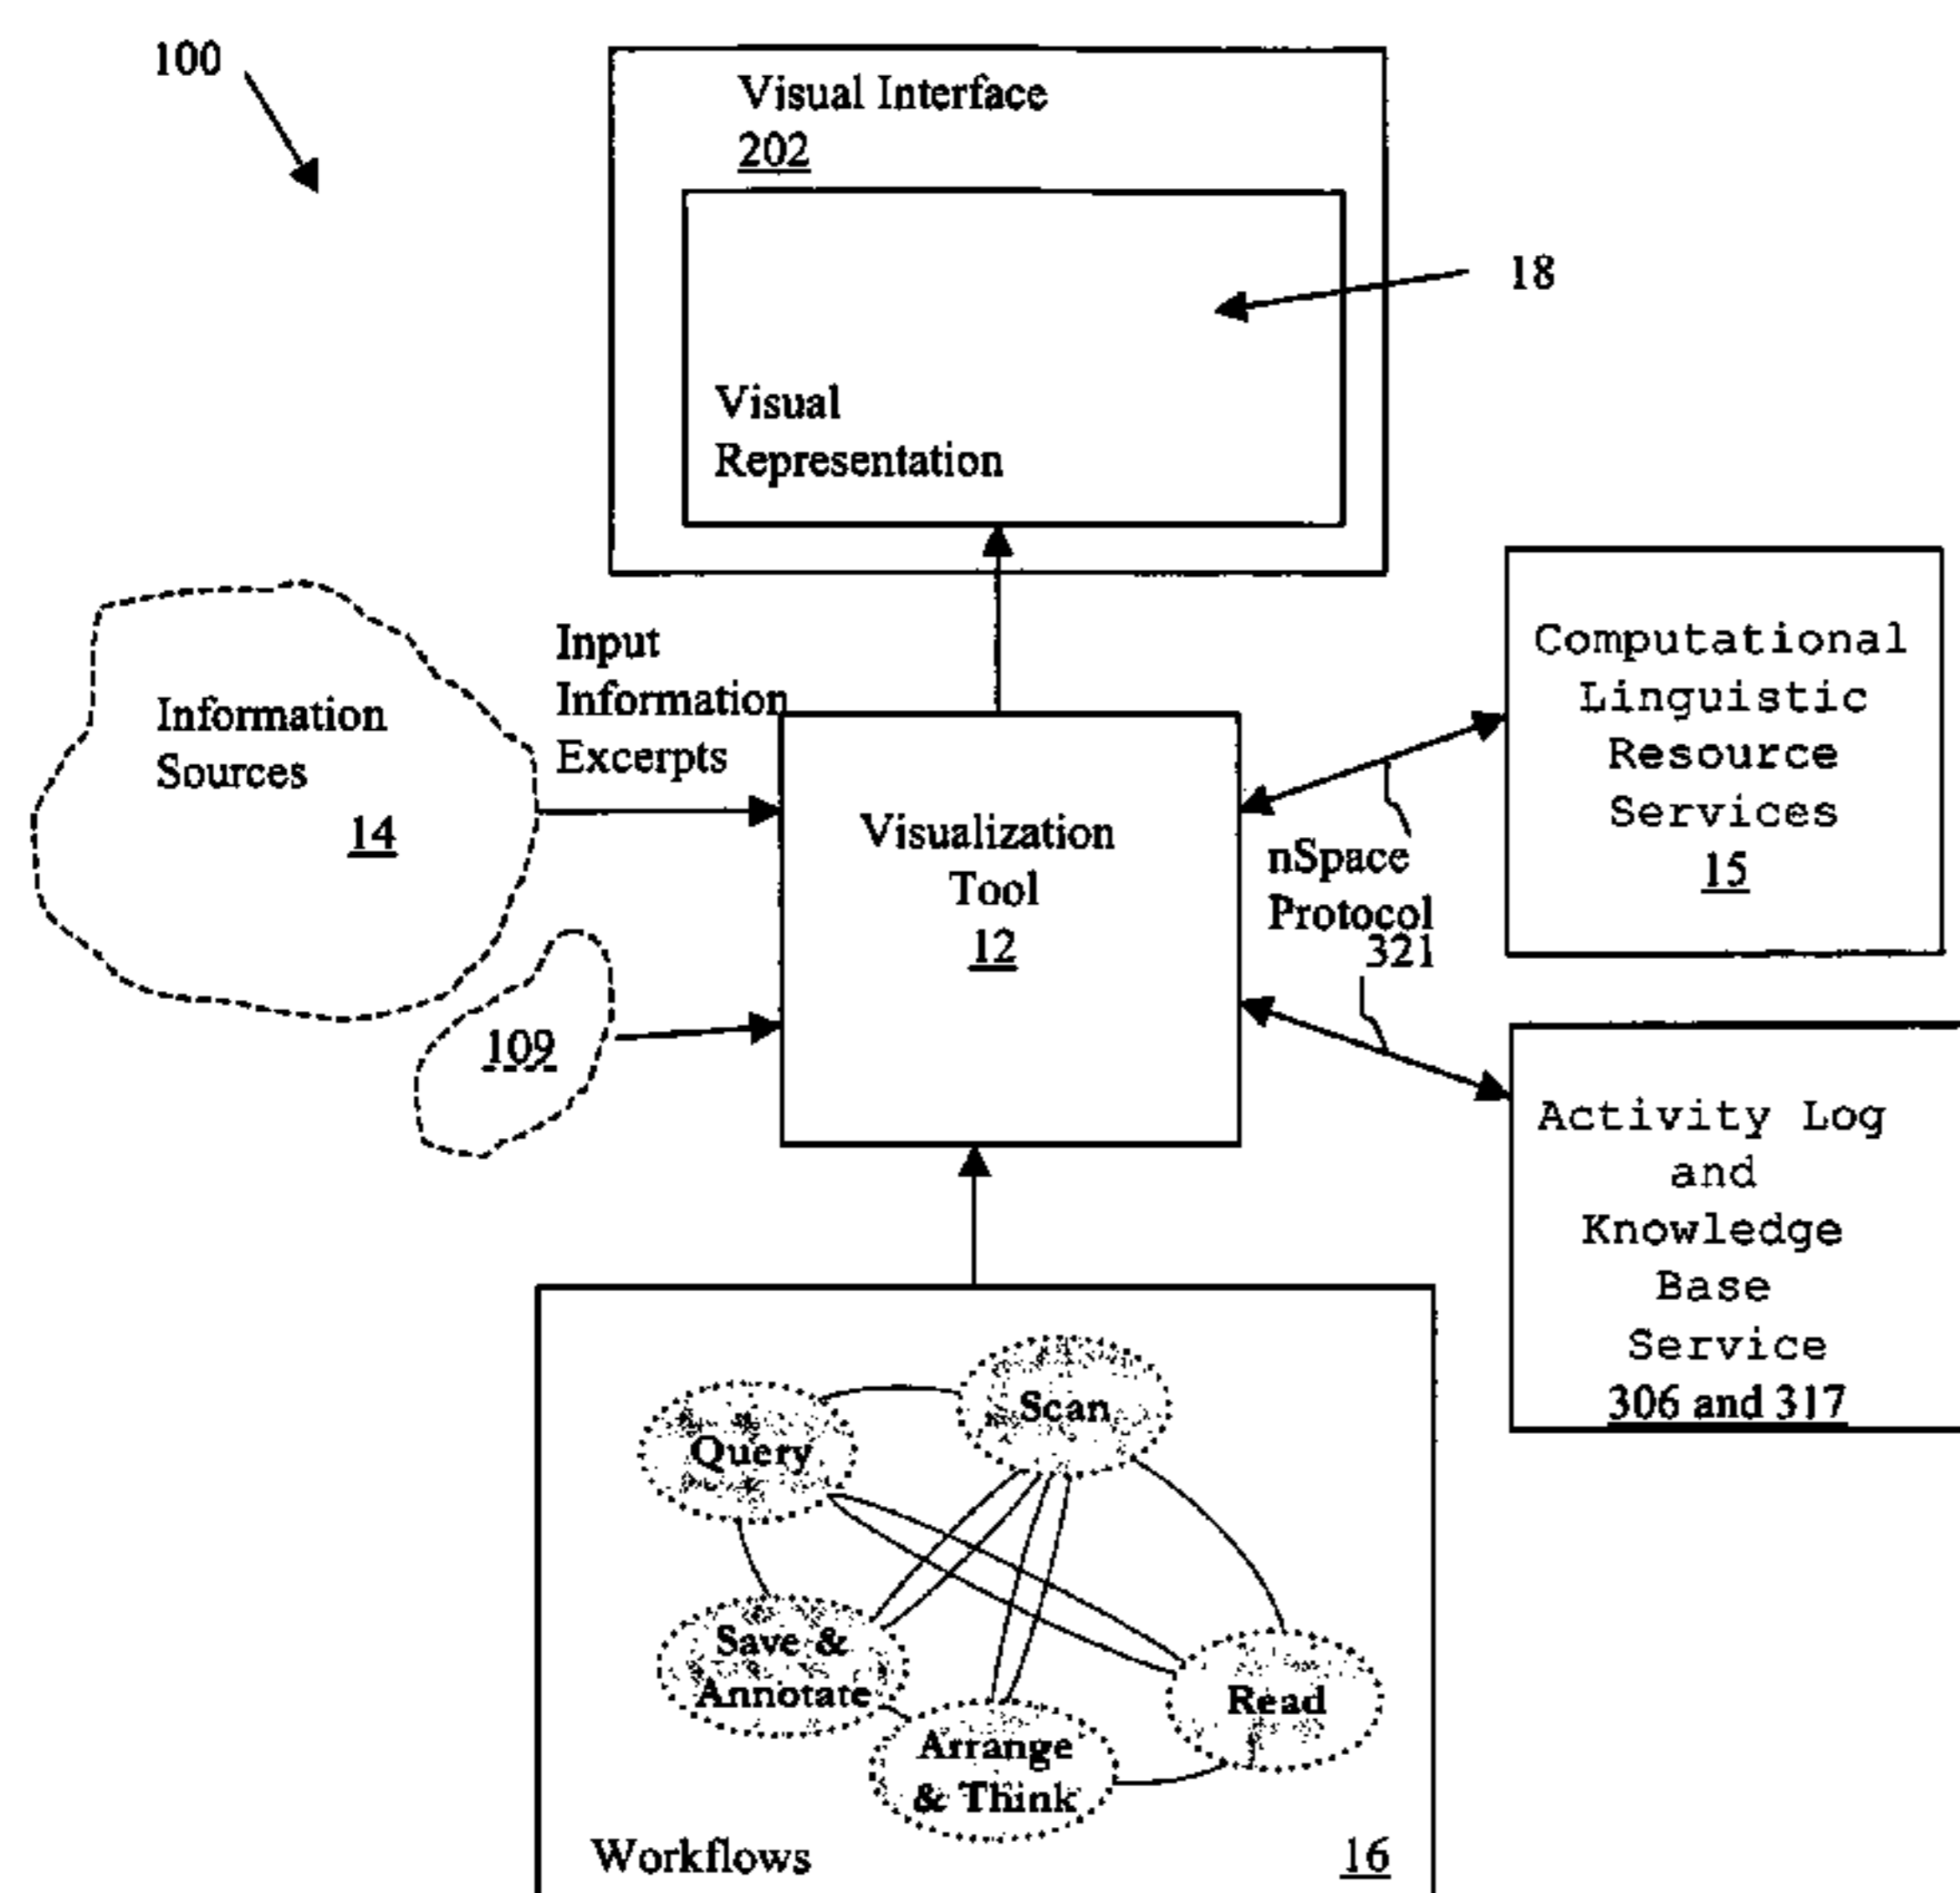 100
Visual Interface
202
18
Visual
Representation
Information
Sources
14
Input
Information
Excerpts
Visualization
Tool
12
nSpace
Protocol
321
Computational
Linguistic
Resource
Services
15
109
Activity Log
and
Knowledge
Base
Service
306 and 317
Scan
Query
Save &
Annotate
Read
Arrange
& Think
Workflows
16